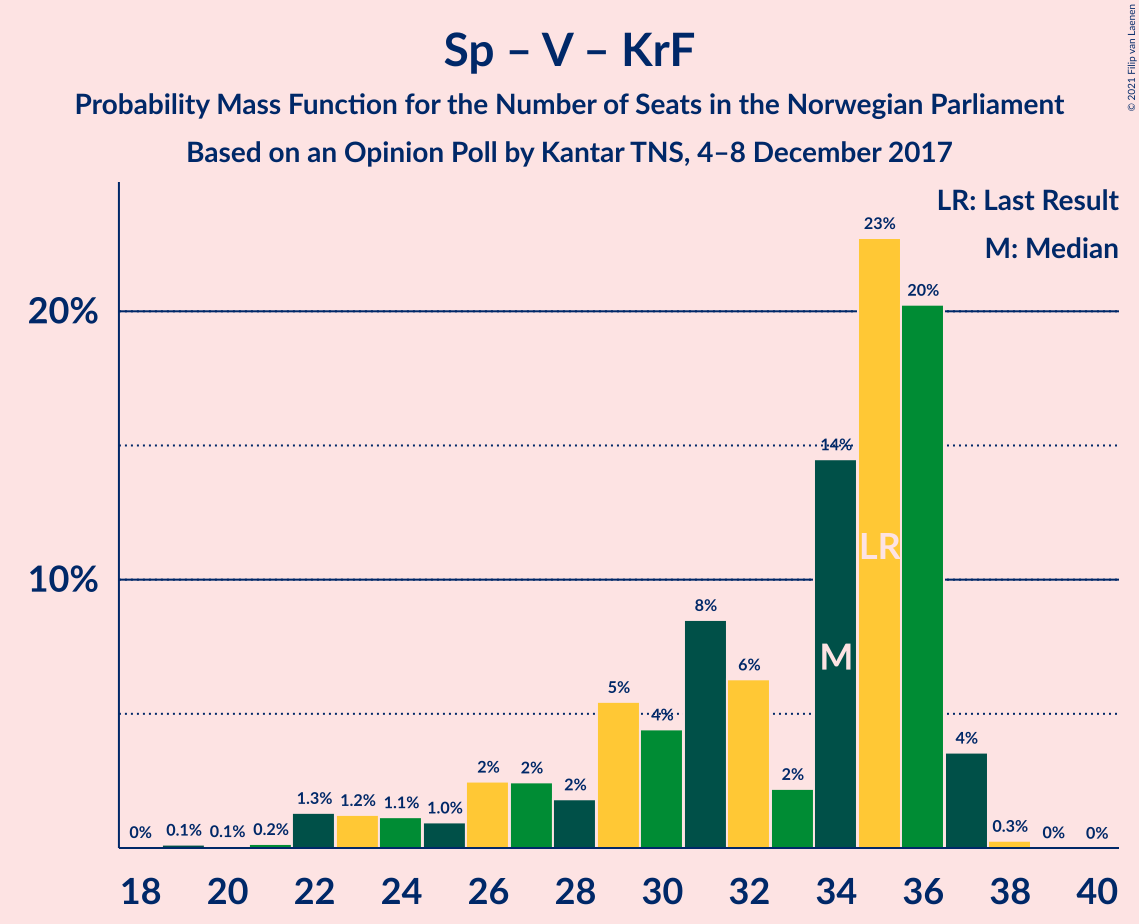 Sp – V – KrF
Probability Mass Function for the Number of Seats in the Norwegian Parliament
Based on an Opinion Poll by Kantar TNS, 4–8 December 2017
© 2021 Filip van Laenen
LR: Last Result
M: Median
20%
10%
0%
0.1%
0.1%
0.2%
1.3%
1.2%
1.1%
1.0%
2%
2%
2%
5%
4%
8%
6%
2%
14%
23%
20%
4%
0.3%
0%
0%
M
LR
18 20 22 24 26 28 30 32 34 36 38 40